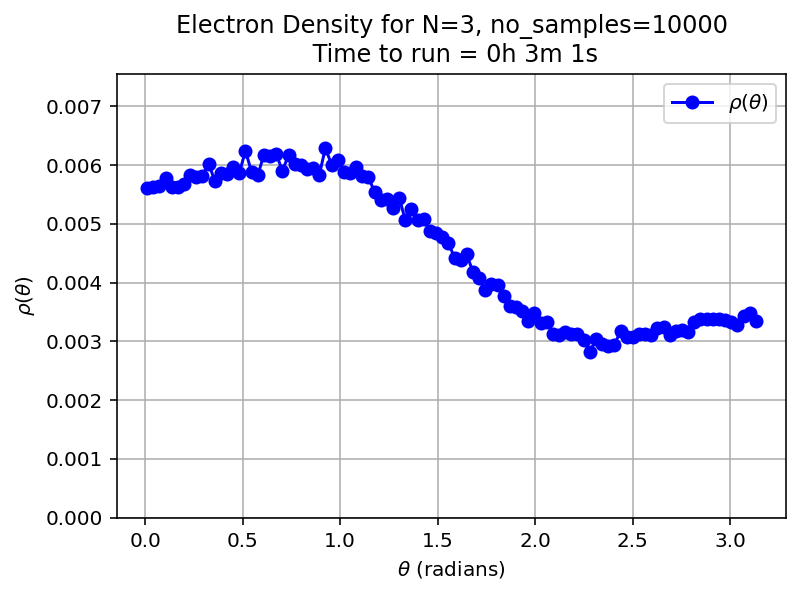 Electron Density for N=3, no_samples=10000
Time to run = 0h 3m 1s
ρ(θ)
0.007
0.006
0.005
0.004
0.003
0.002
0.001
0.000
ρ(θ)
0.0 0.5 1.0 1.5 2.0 2.5 3.0
θ (radians)